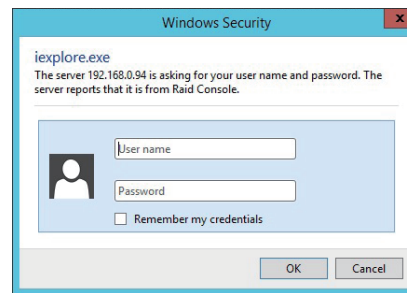 Windows Security
x
iexplore.exe
The server 192.168.0.94 is asking for your user name and password. The
server reports that it is from Raid Console.
User name
Password
Remember my credentials
OK
Cancel